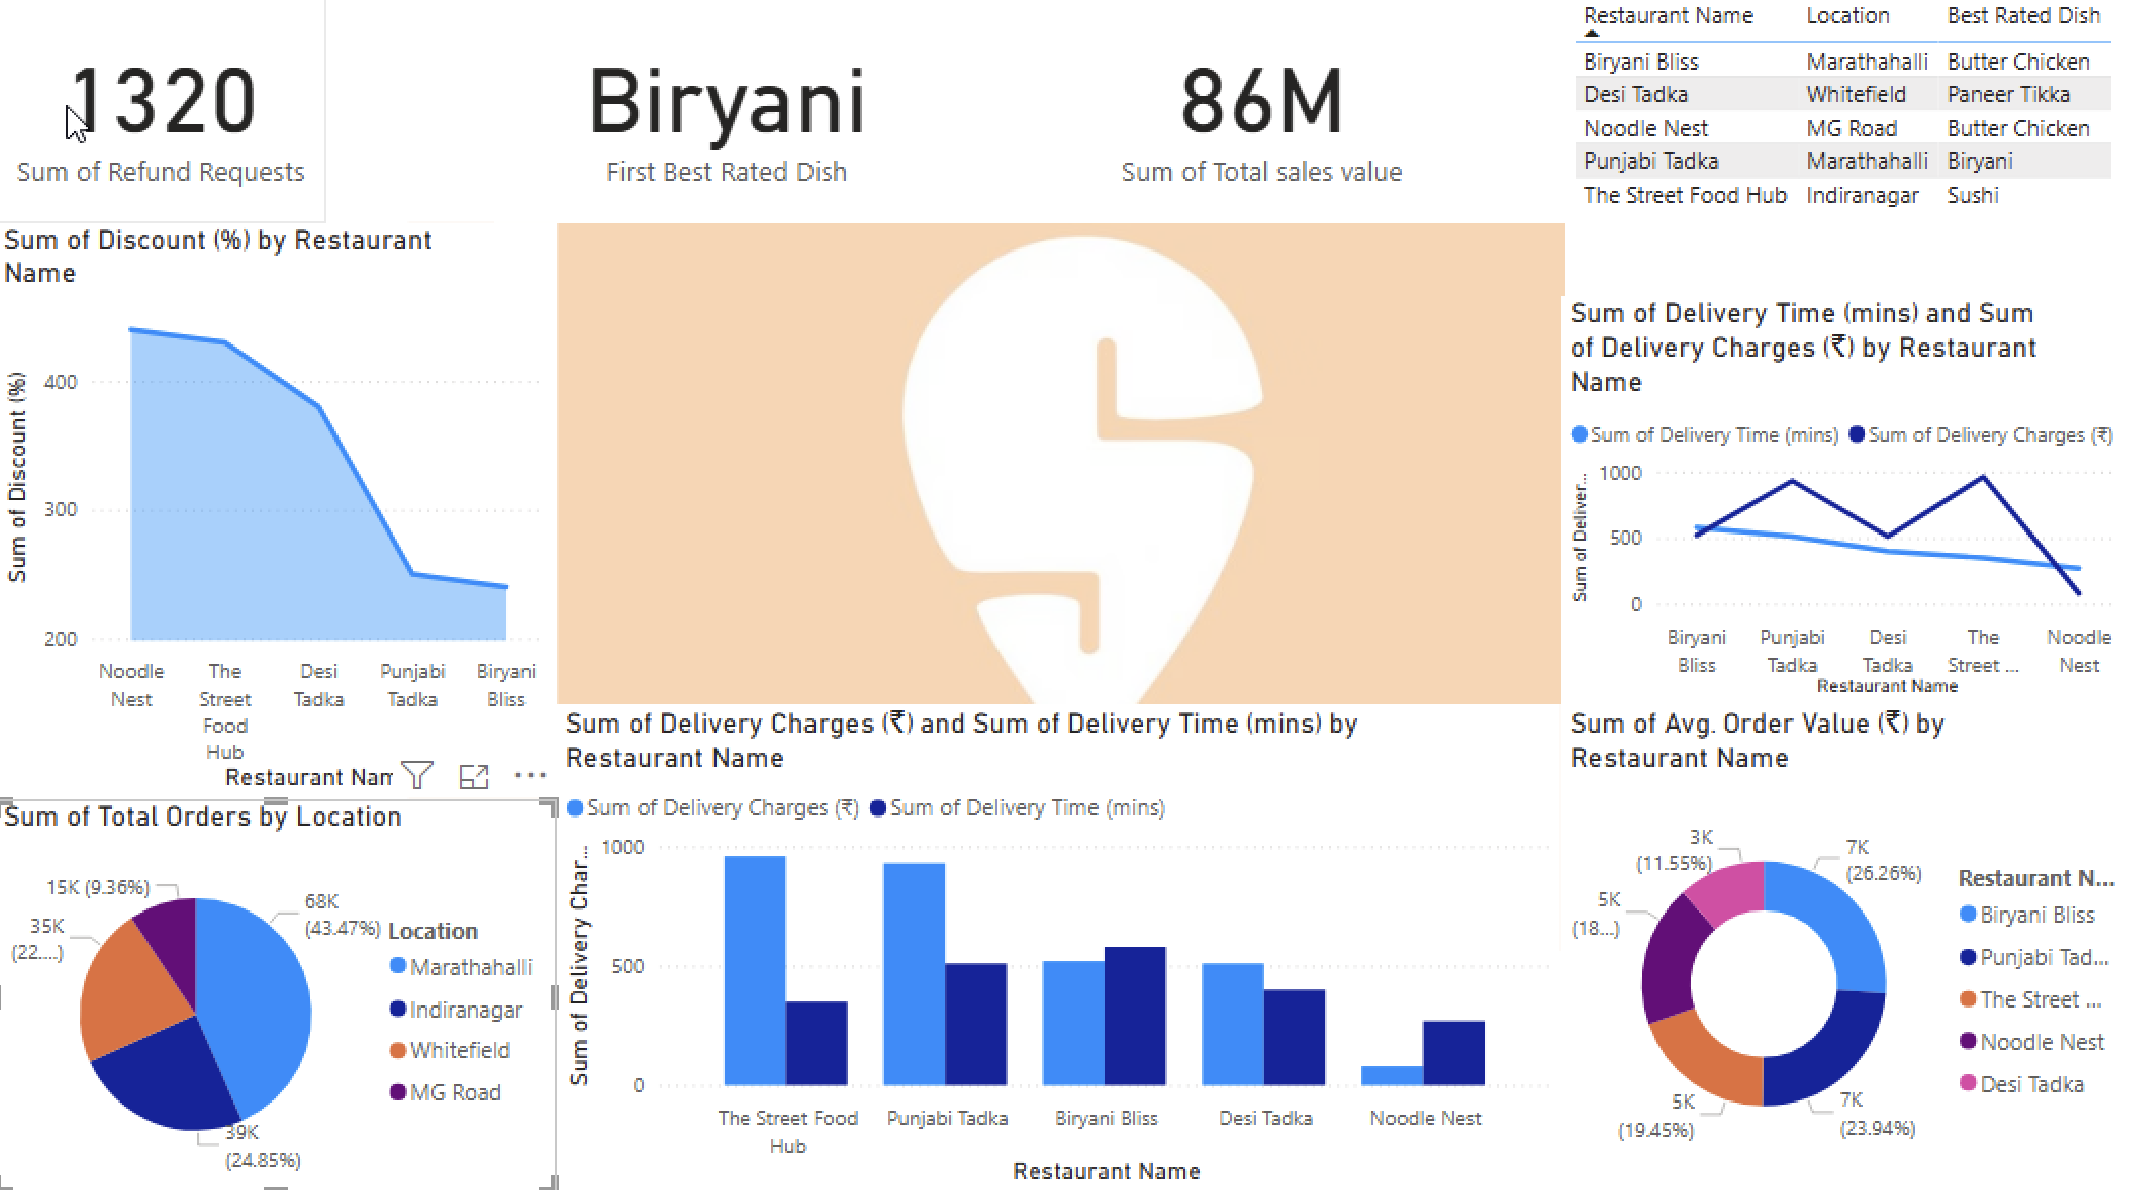 1320
Sum of Refund Requests
Biryani
First Best Rated Dish
86M
Sum of Total sales value
Restaurant Name Location Best Rated Dish
Biryani Bliss Marathahalli Butter Chicken
Desi Tadka Whitefield Paneer Tikka
Noodle Nest MG Road Butter Chicken
Punjabi Tadka Marathahalli Biryani
The Street Food Hub Indiranagar Sushi
Sum of Discount (%) by Restaurant
Name
Sum of Discount (%)
400
300
200
Noodle
Nest
The
Street
Food
Hub
Desi
Tadka
Punjabi
Tadka
Biryani
Bliss
Restaurant Nam
Sum of Delivery Time (mins) and Sum
of Delivery Charges (₹) by Restaurant
Name
Sum of Delivery Time (mins) Sum of Delivery Charges (₹)
Sum of Deliver...
1000
500
0
Biryani
Bliss
Punjabi
Tadka
Desi
Tadka
The
Street ...
Noodle
Nest
Restaurant Name
Sum of Total Orders by Location
15K (9.36%)
68K
(43.47%)
35K
(22....)
39K
(24.85%)
Location
Marathahalli
Indiranagar
Whitefield
MG Road
Sum of Delivery Charges (₹) and Sum of Delivery Time (mins) by
Restaurant Name
Sum of Delivery Charges (₹) Sum of Delivery Time (mins)
Sum of Delivery Char...
1000
500
0
The Street Food
Hub
Punjabi Tadka
Biryani Bliss
Desi Tadka
Noodle Nest
Restaurant Name
Sum of Avg. Order Value (₹) by
Restaurant Name
3K
(11.55%)
7K
(26.26%)
5K
(18...)
5K
(19.45%)
7K
(23.94%)
Restaurant N...
Biryani Bliss
Punjabi Tad...
The Street ...
Noodle Nest
Desi Tadka